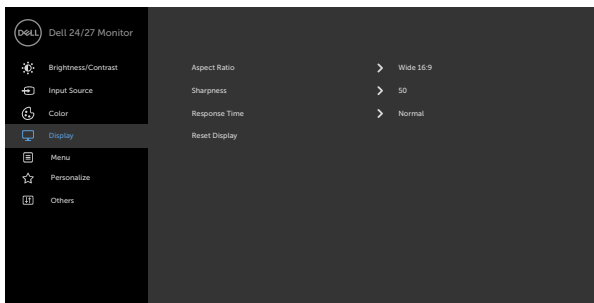 DELL Dell 24/27 Monitor
Brightness/Contrast Aspect Ratio Wide 16:9
Input Source Sharpness 50
Color Response Time Normal
Display Reset Display
Menu
Personalize
Others